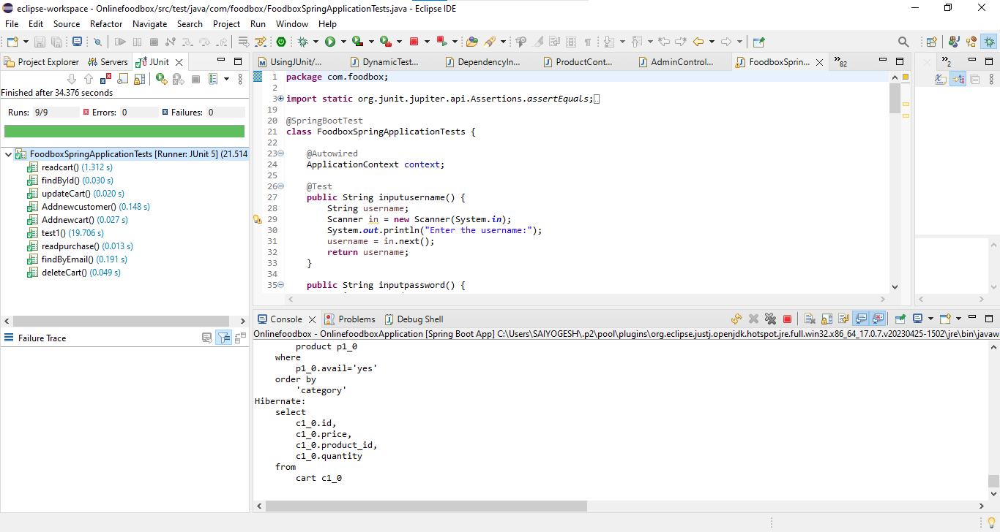 eclipse-workspace - Onlinefoodbox/src/test/java/com/foodbox/FoodboxSpringApplicationTests.java - Eclipse IDE
File Edit Source Refactor Navigate Search Project Run Window Help
Project Explorer Servers JUnit
Finished after 34.376 seconds
Runs: 9/9 Errors: 0 Failures: 0
FoodboxSpringApplicationTests [Runner: JUnit 5] (21.514
readcart() (1.312 s)
findById() (0.030 s)
updateCart() (0.020 s)
Addnewcustomer() (0.148 s)
Addnewcart() (0.027 s)
test1() (19.706 s)
readpurchase() (0.013 s)
findByEmail() (0.191 s)
deleteCart() (0.049 s)
Failure Trace
UsingJUnit/... DynamicTest... DependencyIn... ProductCont... AdminControl... FoodboxSprin... »82
»2
1 package com.foodbox;
2
3 import static org.junit.jupiter.api.Assertions.assertEquals;
19
20 @SpringBootTest
21 class FoodboxSpringApplicationTests {
22
23 @Autowired
24 ApplicationContext context;
25
26 @Test
27 public String inputusername() {
28 String username;
29 Scanner in = new Scanner(System.in);
30 System.out.println("Enter the username:");
31 username = in.next();
32 return username;
33 }
34
35 public String inputpassword() {
Console Problems Debug Shell
Onlinefoodbox - OnlinefoodboxApplication [Spring Boot App] C:\Users\SAIYOGESH\.p2\pool\plugins\org.eclipse.justj.openjdk.hotspot.jre.full.win32.x86_64_17.0.7.v20230425-1502\jre\bin\javaw
product p1_0
where
p1_0.avail='yes'
order by
'category'
Hibernate:
select
c1_0.id,
c1_0.price,
c1_0.product_id,
c1_0.quantity
from
cart c1_0